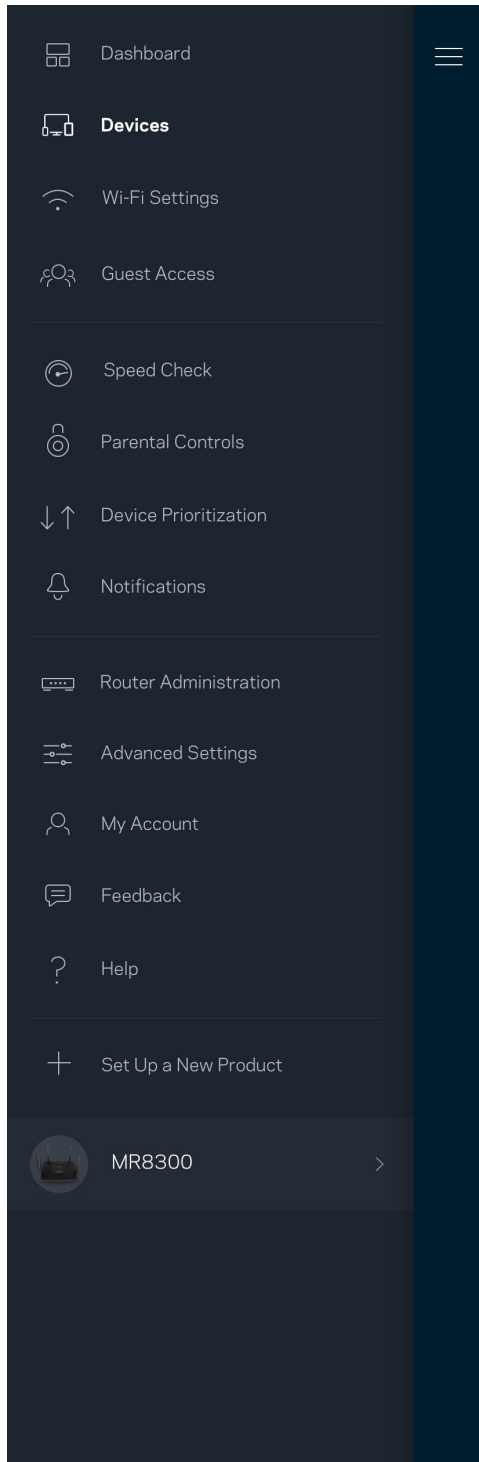 Dashboard
Devices
Wi-Fi Settings
Guest Access
Speed Check
Parental Controls
Device Prioritization
Notifications
Router Administration
Advanced Settings
My Account
Feedback
Help
Set Up a New Product
MR8300